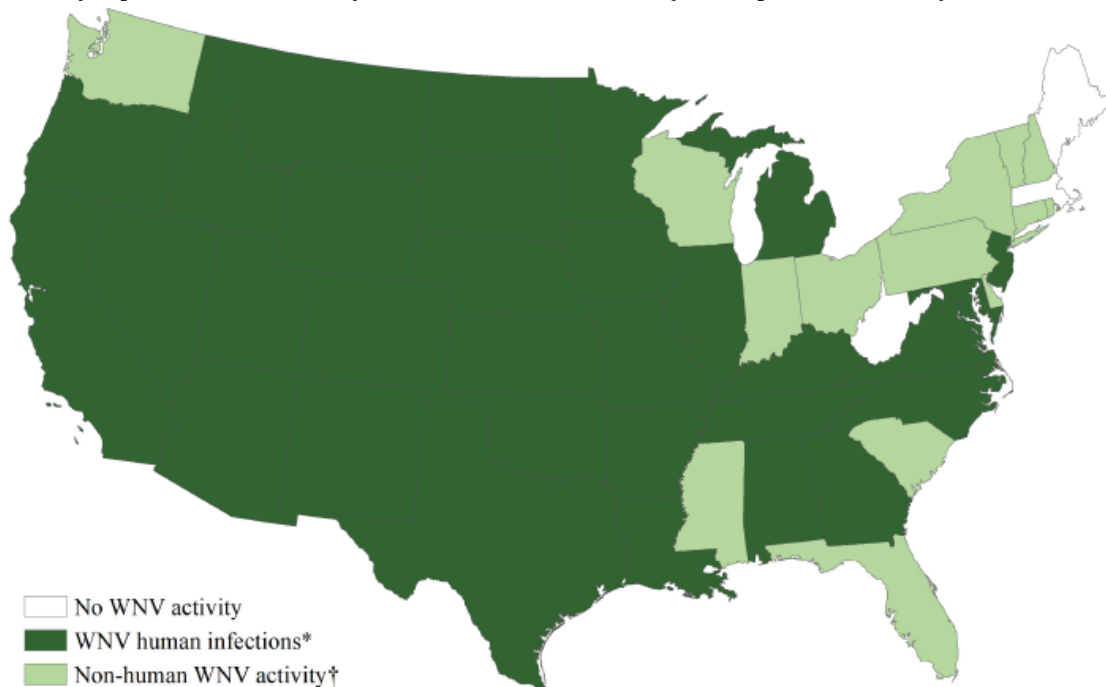 No WNV activity
WNV human infections*
Non-human WNV activity†